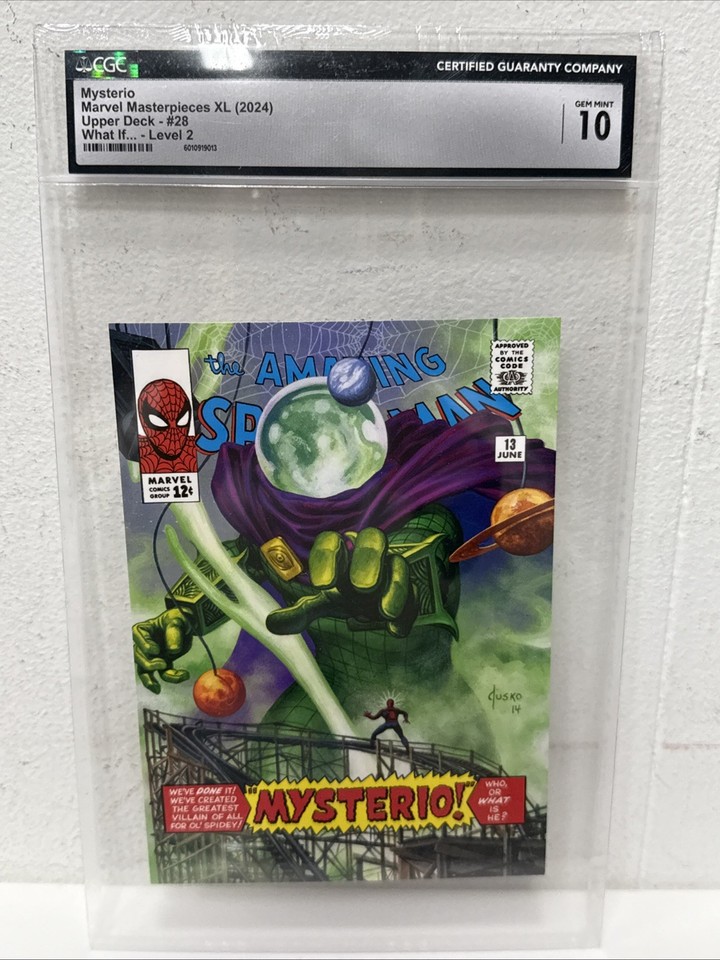 CGC
CERTIFIED GUARANTY COMPANY
Mysterio
Marvel Masterpieces XL (2024)
Upper Deck - #28
What If... - Level 2
6010919013
GEM MINT
10
the AMAZING
SPIDER-MAN
APPROVED
BY THE
COMICS
CODE
AUTHORITY
MARVEL
COMICS
GROUP 12¢
13
JUNE
JUSKO
14
WE'VE DONE IT!
WE'VE CREATED
THE GREATEST
VILLAIN OF ALL
FOR OL' SPIDEY!
"MYSTERIO!"
WHO,
OR
WHAT
IS
HE?